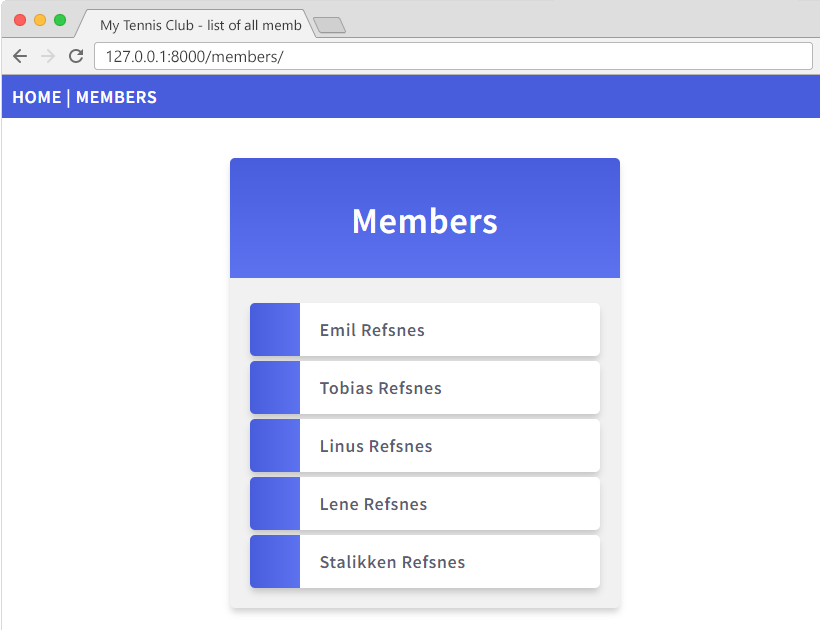 My Tennis Club - list of all memb
127.0.0.1:8000/members/
HOME | MEMBERS
Members
Emil Refsnes
Tobias Refsnes
Linus Refsnes
Lene Refsnes
Stalikken Refsnes